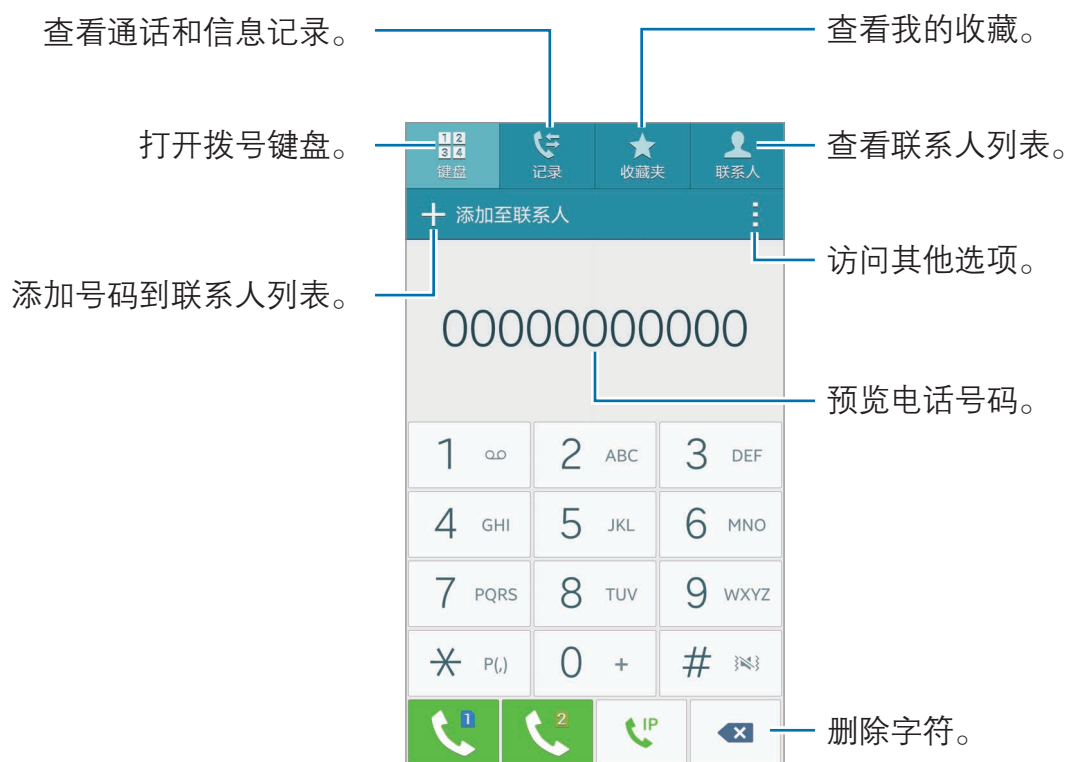 查看通话和信息记录。
查看我的收藏。
打开拨号键盘。
1 2
3 4
键盘
记录
收藏夹
联系人
查看联系人列表。
添加至联系人
访问其他选项。
添加号码到联系人列表。
00000000000
预览电话号码。
1
2 ABC
3 DEF
4 GHI
5 JKL
6 MNO
7 PQRS
8 TUV
9 WXYZ
* P(,)
0 +
#
1
2
IP
删除字符。